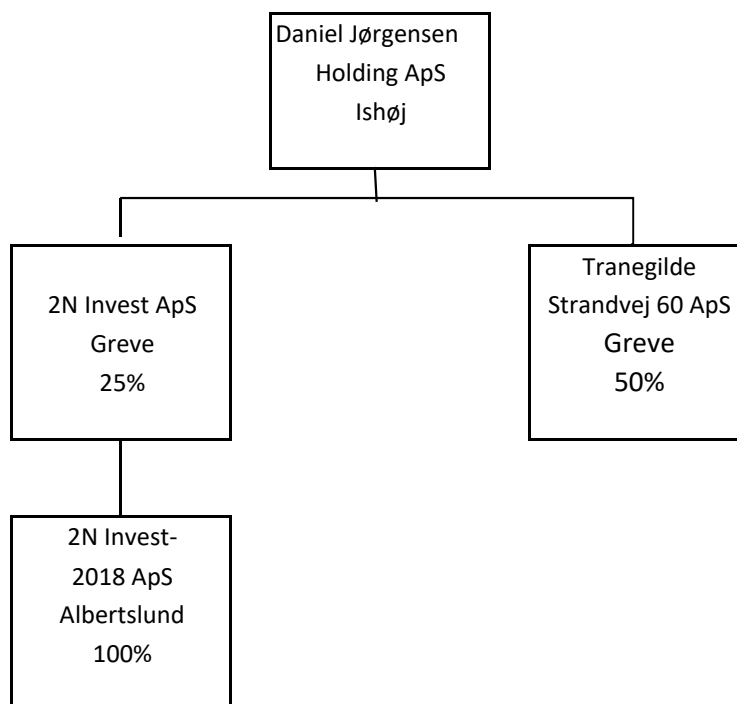 Daniel Jørgensen
Holding ApS
Ishøj
2N Invest ApS
Greve
25%
Tranegilde
Strandvej 60 ApS
Greve
50%
2N Invest-
2018 ApS
Albertslund
100%